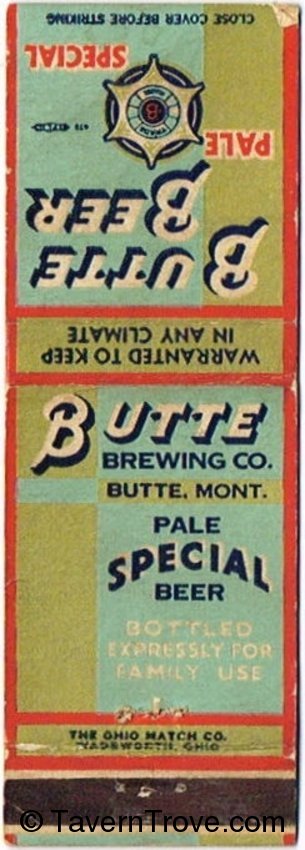 CLOSE COVER BEFORE STRIKING
PALE
SPECIAL
B
BUTTE
BEER
WARRANTED TO KEEP
IN ANY CLIMATE
BUTTE
BREWING CO.
BUTTE, MONT.
PALE
SPECIAL
BEER
BOTTLED
EXPRESSLY FOR
FAMILY USE
THE OHIO MATCH CO.
WADSWORTH, OHIO
© TavernTrove.com